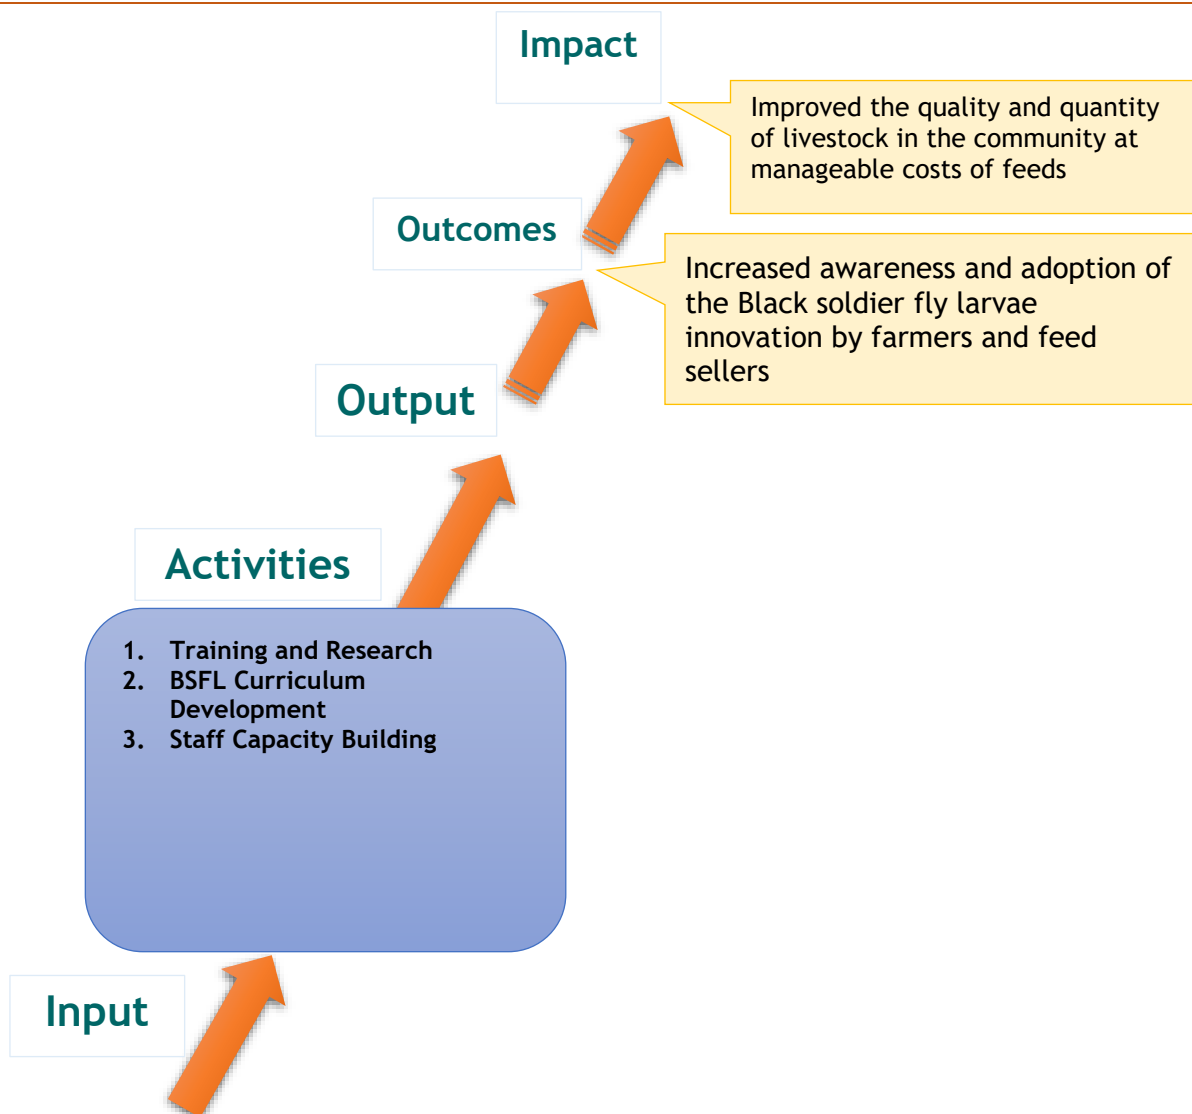 Impact
Improved the quality and quantity
of livestock in the community at
manageable costs of feeds
Outcomes
Increased awareness and adoption of
the Black soldier fly larvae
innovation by farmers and feed
sellers
Output
Activities
1. Training and Research
2. BSFL Curriculum
Development
3. Staff Capacity Building
Input